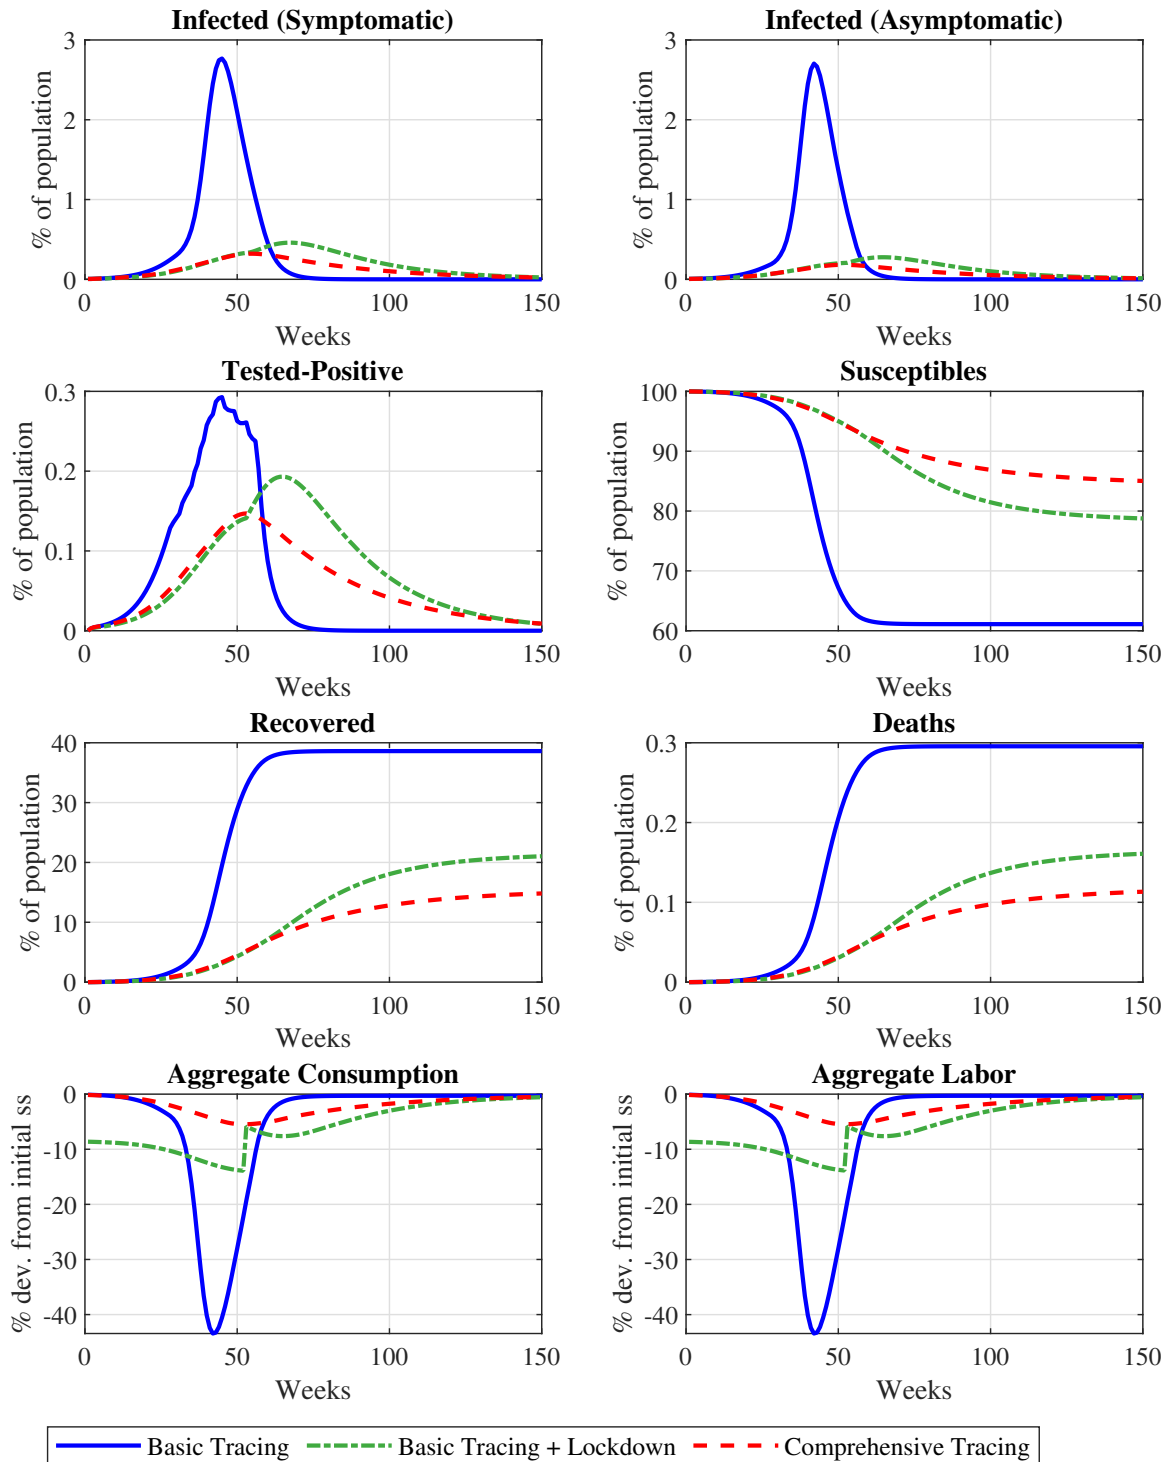 Infected (Symptomatic)
% of population
3
2
1
0
0 50 100 150
Weeks
Infected (Asymptomatic)
% of population
3
2
1
0
0 50 100 150
Weeks
Tested-Positive
% of population
0.3
0.2
0.1
0
0 50 100 150
Weeks
Susceptibles
% of population
100
90
80
70
60
0 50 100 150
Weeks
Recovered
% of population
40
30
20
10
0
0 50 100 150
Weeks
Deaths
% of population
0.3
0.2
0.1
0
0 50 100 150
Weeks
Aggregate Consumption
% dev. from initial ss
0
-10
-20
-30
-40
0 50 100 150
Weeks
Aggregate Labor
% dev. from initial ss
0
-10
-20
-30
-40
0 50 100 150
Weeks
Basic Tracing Basic Tracing + Lockdown Comprehensive Tracing